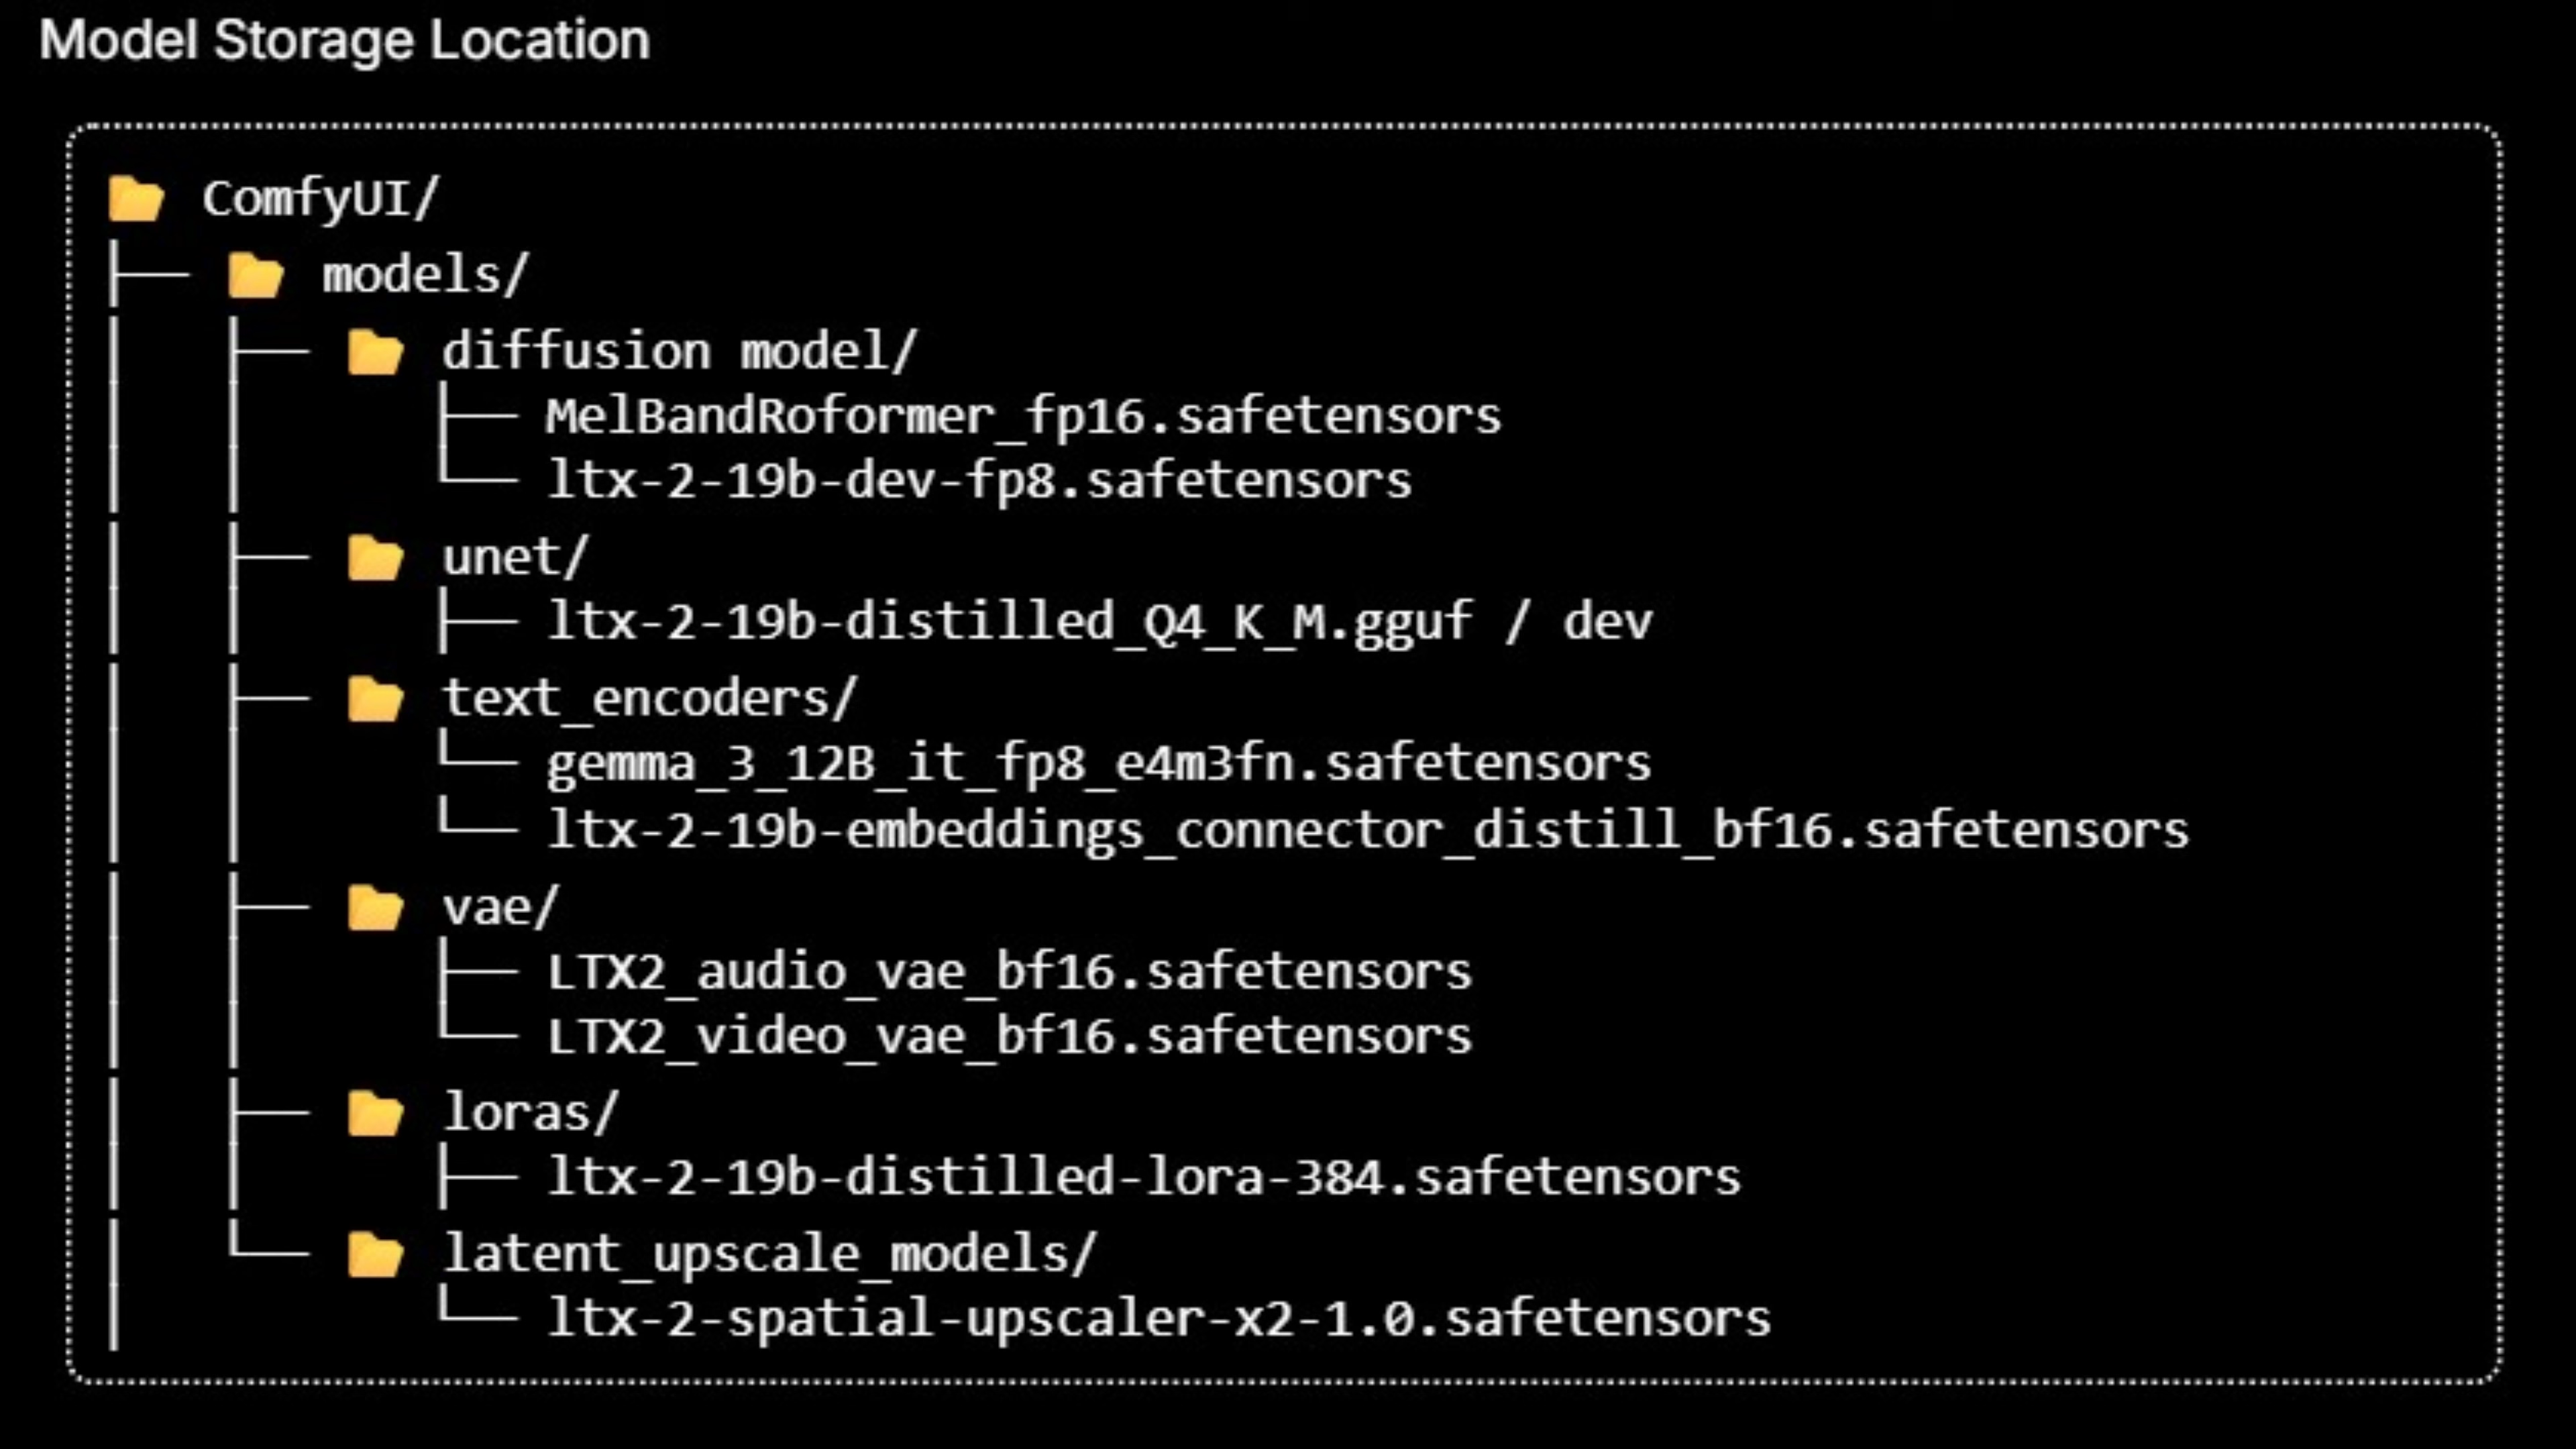 Model Storage Location
ComfyUI/
models/
diffusion model/
MelBandRoformer_fp16.safetensors
ltx-2-19b-dev-fp8.safetensors
unet/
ltx-2-19b-distilled_Q4_K_M.gguf / dev
text_encoders/
gemma_3_12B_it_fp8_e4m3fn.safetensors
ltx-2-19b-embeddings_connector_distill_bf16.safetensors
vae/
LTX2_audio_vae_bf16.safetensors
LTX2_video_vae_bf16.safetensors
loras/
ltx-2-19b-distilled-lora-384.safetensors
latent_upscale_models/
ltx-2-spatial-upscaler-x2-1.0.safetensors